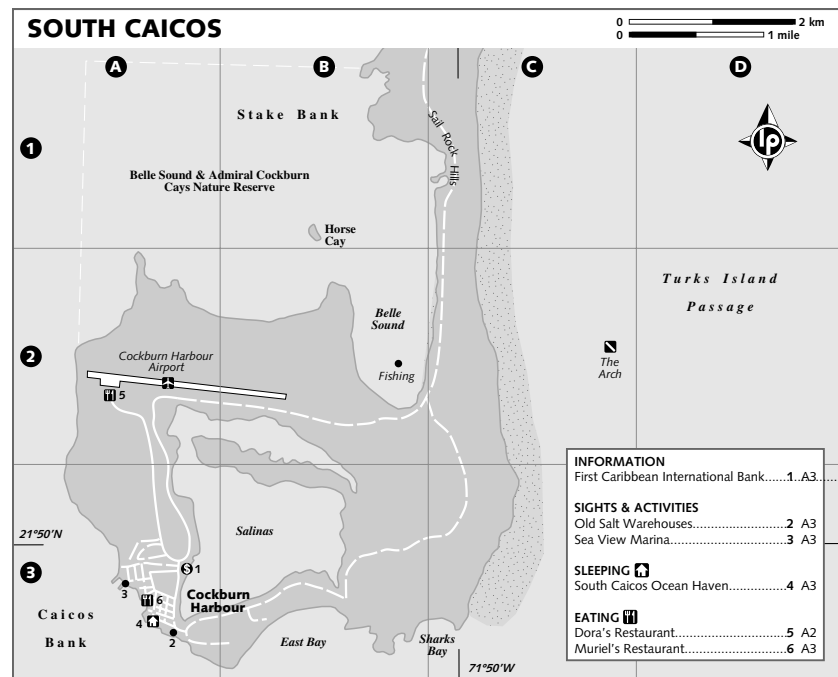 SOUTH CAICOS
0 2 km
0 1 mile
A B C D
1
Stake Bank
Sail Rock Hills
lp
Belle Sound & Admiral Cockburn
Cays Nature Reserve
Horse
Cay
Turks Island
Passage
Belle
Sound
2
Cockburn Harbour
Airport
The
Arch
Fishing
5
INFORMATION
First Caribbean International Bank......1 A3......
SIGHTS & ACTIVITIES
Old Salt Warehouses......2 A3
Sea View Marina......3 A3
SLEEPING
South Caicos Ocean Haven......4 A3
EATING
Dora's Restaurant......5 A2
Muriel's Restaurant......6 A3
Salinas
21°50'N
3
$ 1
3
Cockburn
Harbour
6
4
2
Caicos
Bank
East Bay
Sharks
Bay
71°50'W